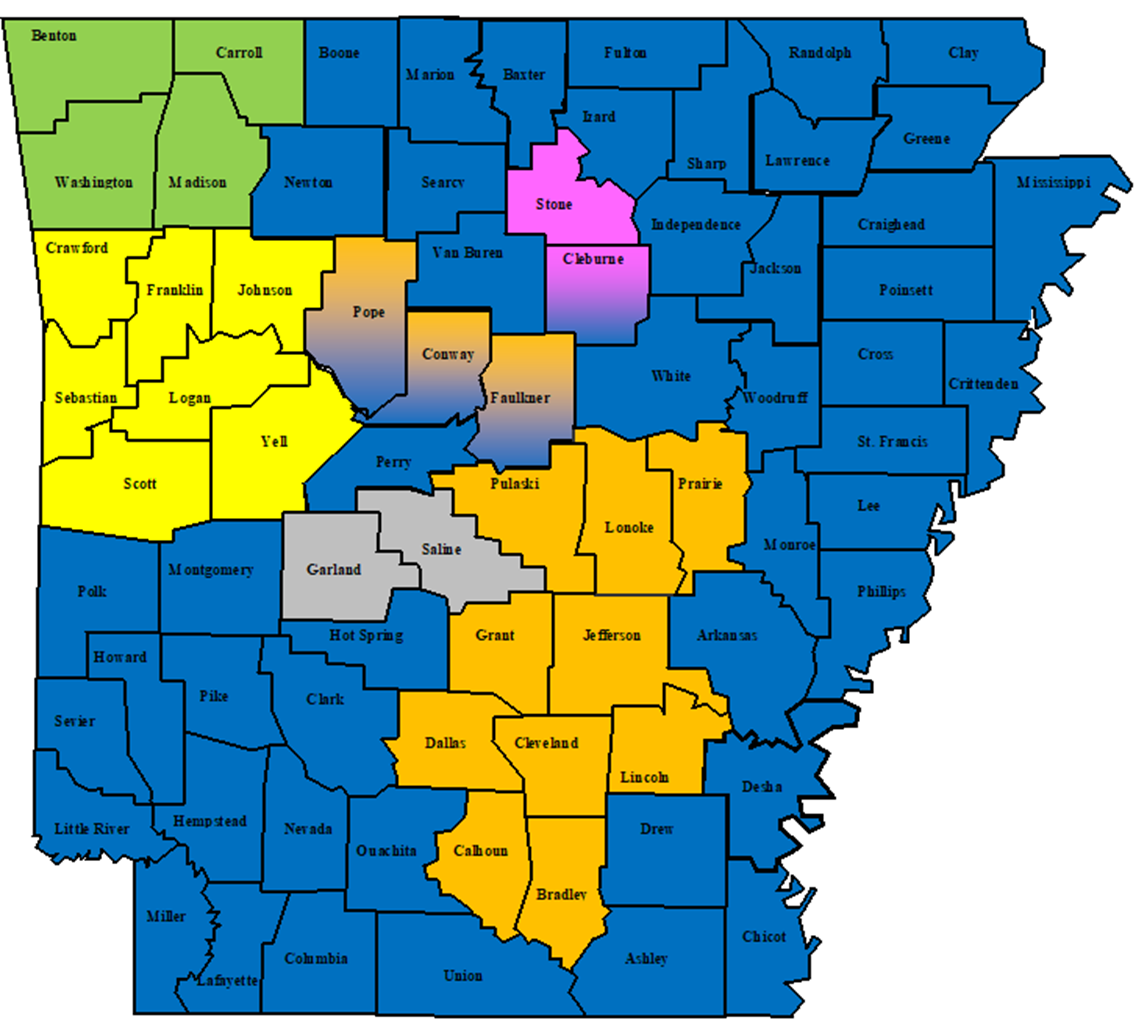 Benton
Carroll
Boone
Marion
Baxter
Fulton
Randolph
Clay
Izard
Sharp
Lawrence
Greene
Washington
Madison
Newton
Searcy
Stone
Independence
Mississippi
Craighead
Crawford
Franklin
Johnson
Pope
Van Buren
Cleburne
Jackson
Poinsett
Conway
Faulkner
White
Woodruff
Cross
Crittenden
Sebastian
Logan
Yell
Perry
St. Francis
Scott
Pulaski
Lonoke
Prairie
Monroe
Lee
Phillips
Polk
Montgomery
Garland
Saline
Hot Spring
Grant
Jefferson
Arkansas
Howard
Pike
Clark
Sevier
Dallas
Cleveland
Lincoln
Desha
Little River
Hempstead
Nevada
Ouachita
Calhoun
Bradley
Drew
Miller
Lafayette
Columbia
Union
Ashley
Chicot